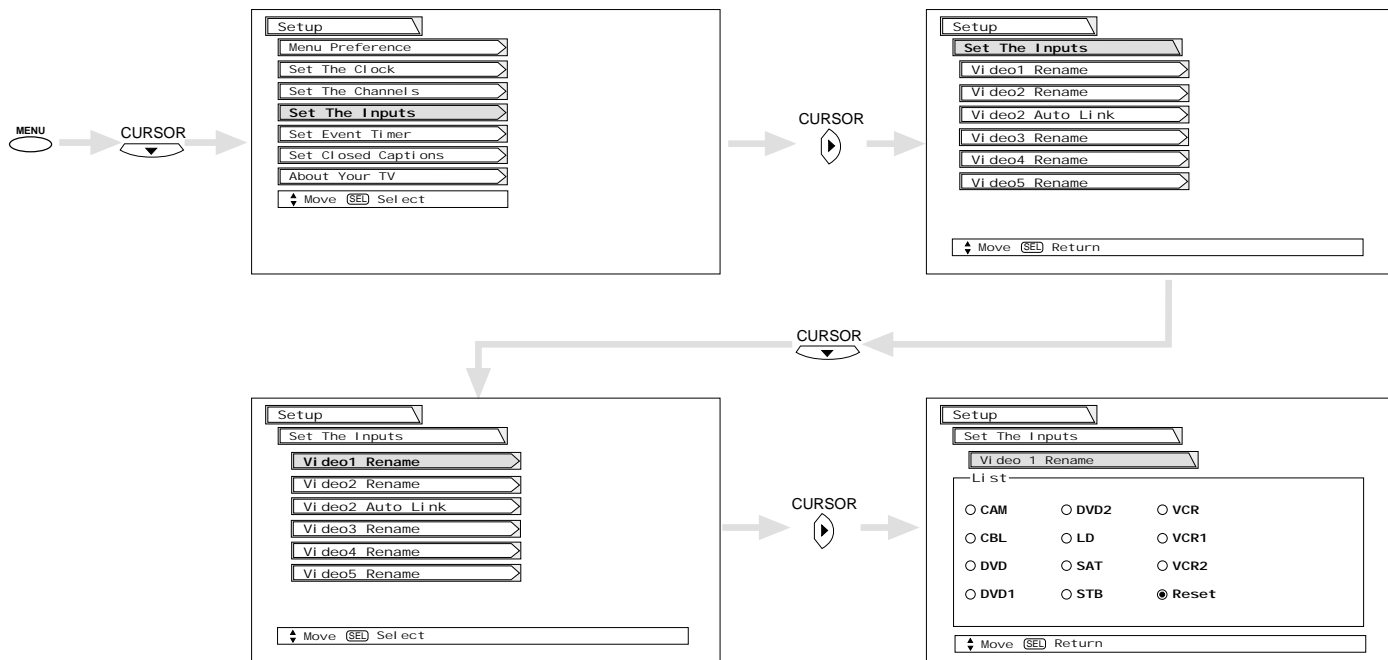 MENU
CURSOR
Setup
Menu Preference
Set The Clock
Set The Channels
Set The Inputs
Set Event Timer
Set Closed Captions
About Your TV
Move SEL Select
CURSOR
Setup
Set The Inputs
Video1 Rename
Video2 Rename
Video2 Auto Link
Video3 Rename
Video4 Rename
Video5 Rename
Move SEL Return
CURSOR
Setup
Set The Inputs
Video1 Rename
Video2 Rename
Video2 Auto Link
Video3 Rename
Video4 Rename
Video5 Rename
Move SEL Select
CURSOR
Setup
Set The Inputs
Video 1 Rename
List
CAM DVD2 VCR
CBL LD VCR1
DVD SAT VCR2
DVD1 STB Reset
Move SEL Return